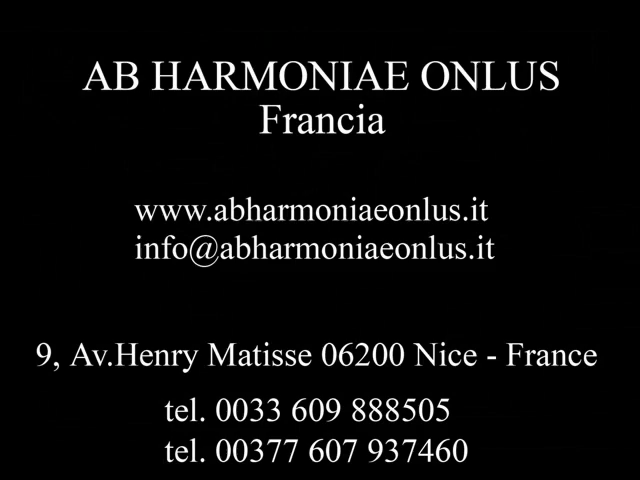 AB HARMONIAE ONLUS
Francia
www.abharmoniaeonlus.it
info@abharmoniaeonlus.it
9, Av.Henry Matisse 06200 Nice - France
tel. 0033 609 888505
tel. 00377 607 937460